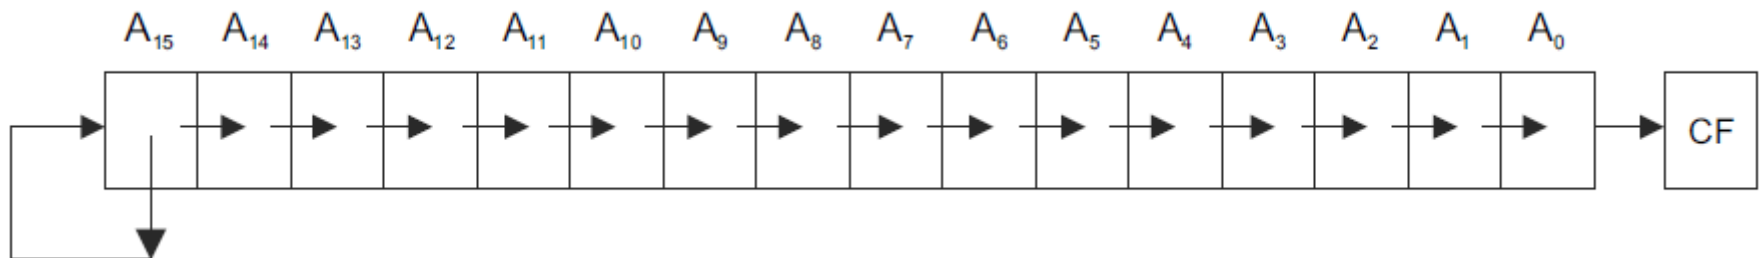 A₁₅ A₁₄ A₁₃ A₁₂ A₁₁ A₁₀ A₉ A₈ A₇ A₆ A₅ A₄ A₃ A₂ A₁ A₀
CF